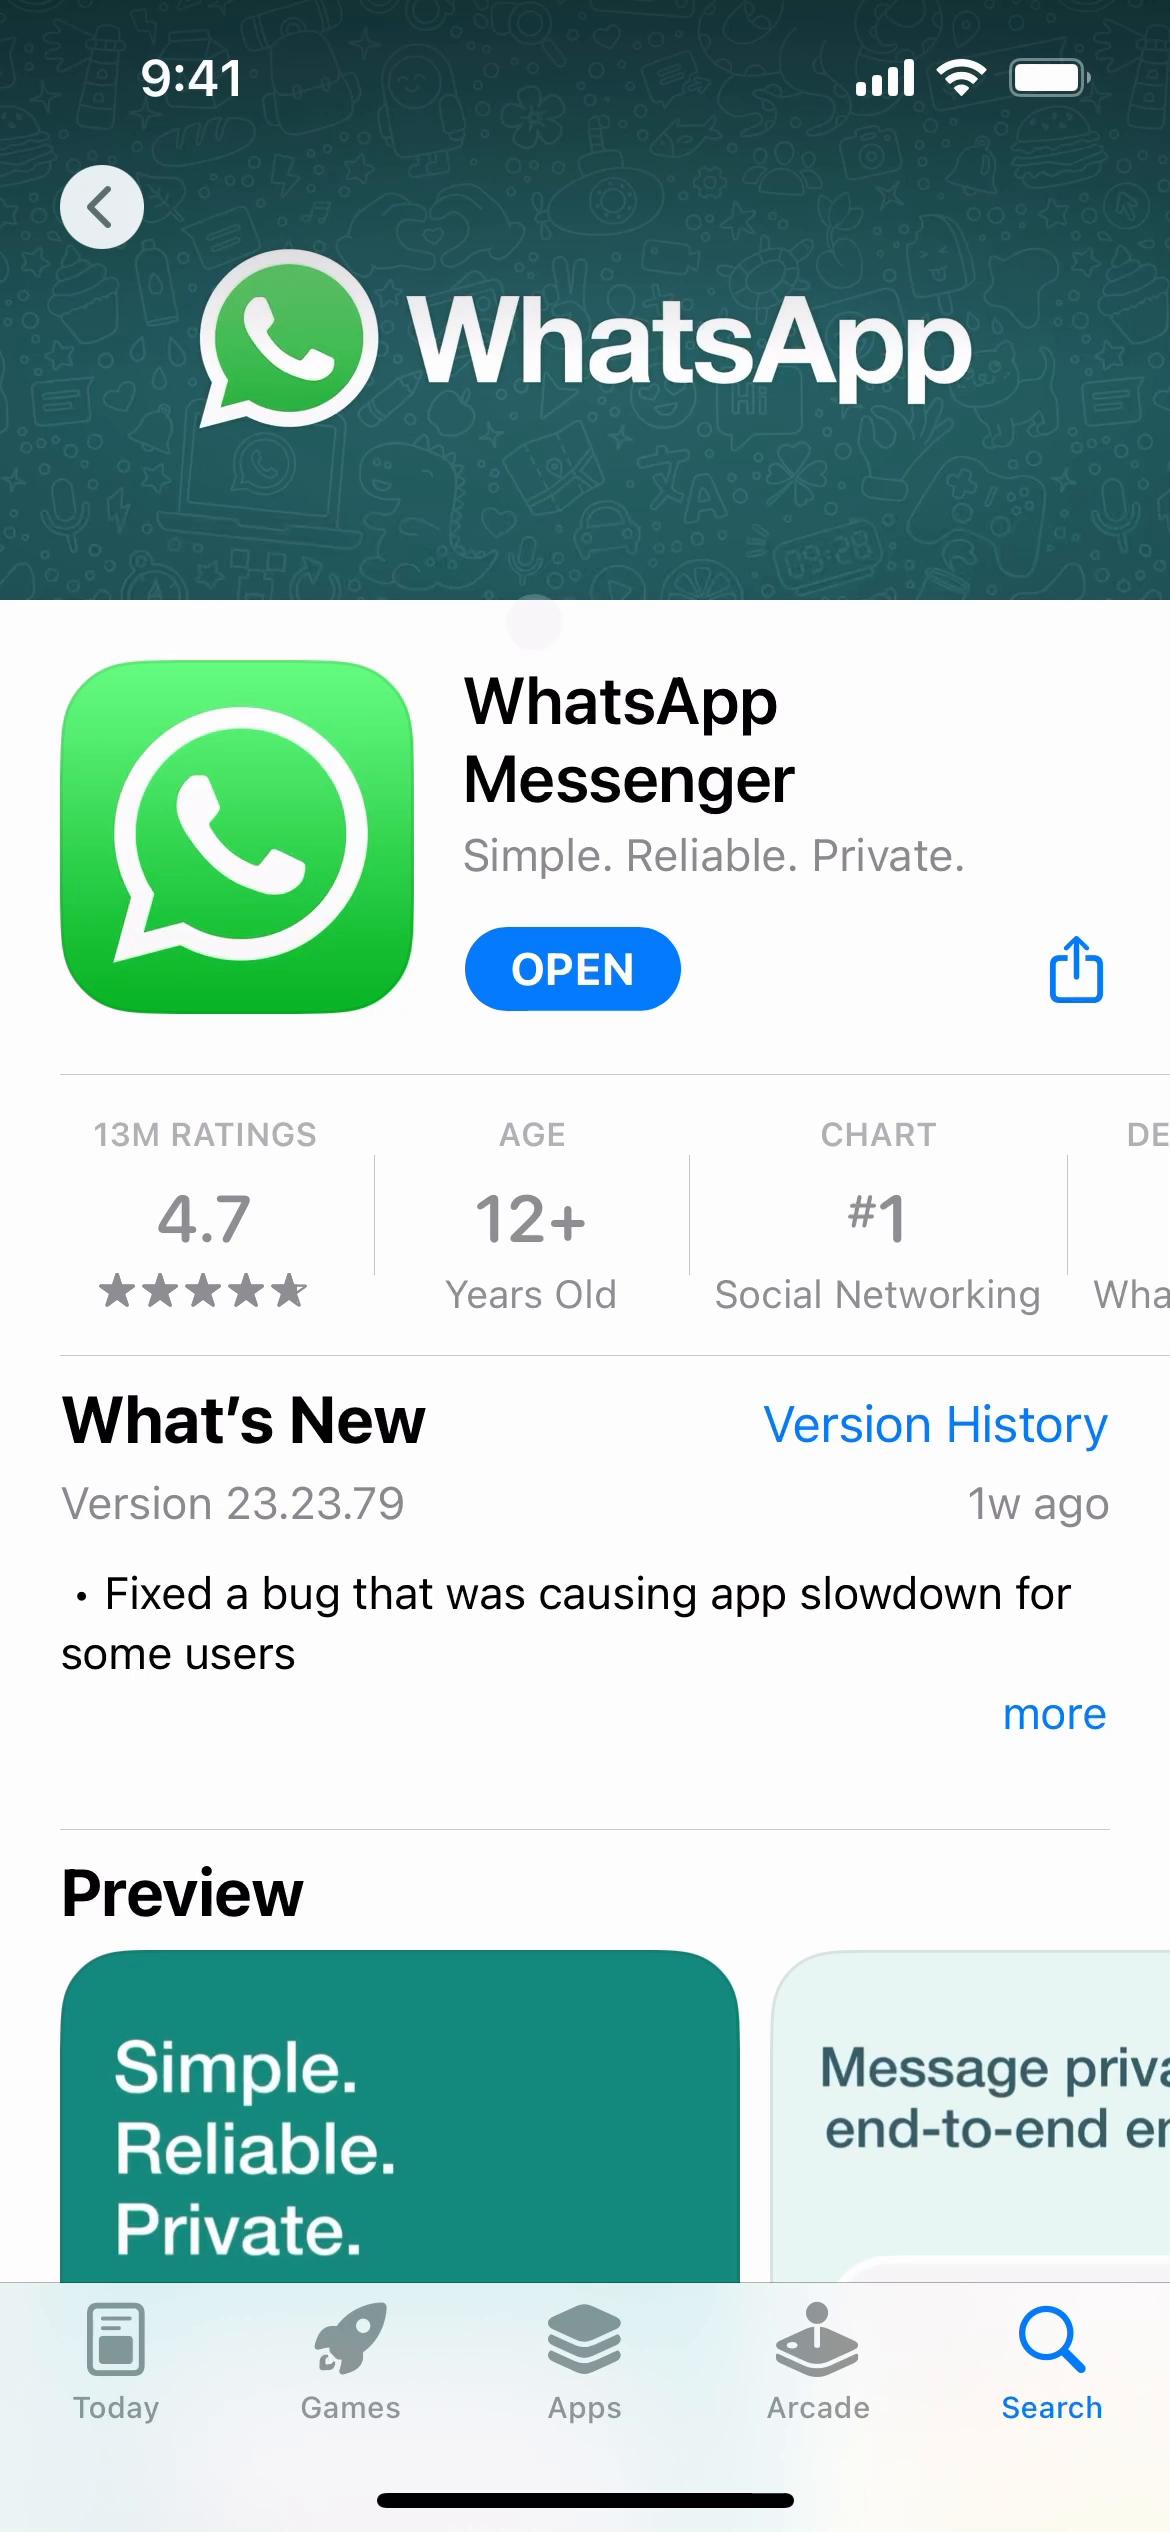 9:41
WhatsApp
WhatsApp
Messenger
Simple. Reliable. Private.
OPEN
13M RATINGS
4.7
AGE
12+
Years Old
CHART
#1
Social Networking
DE
Wha
What's New
Version History
Version 23.23.79
1w ago
• Fixed a bug that was causing app slowdown for
some users
more
Preview
Simple.
Reliable.
Private.
Message priva
end-to-end er
Today
Games
Apps
Arcade
Search